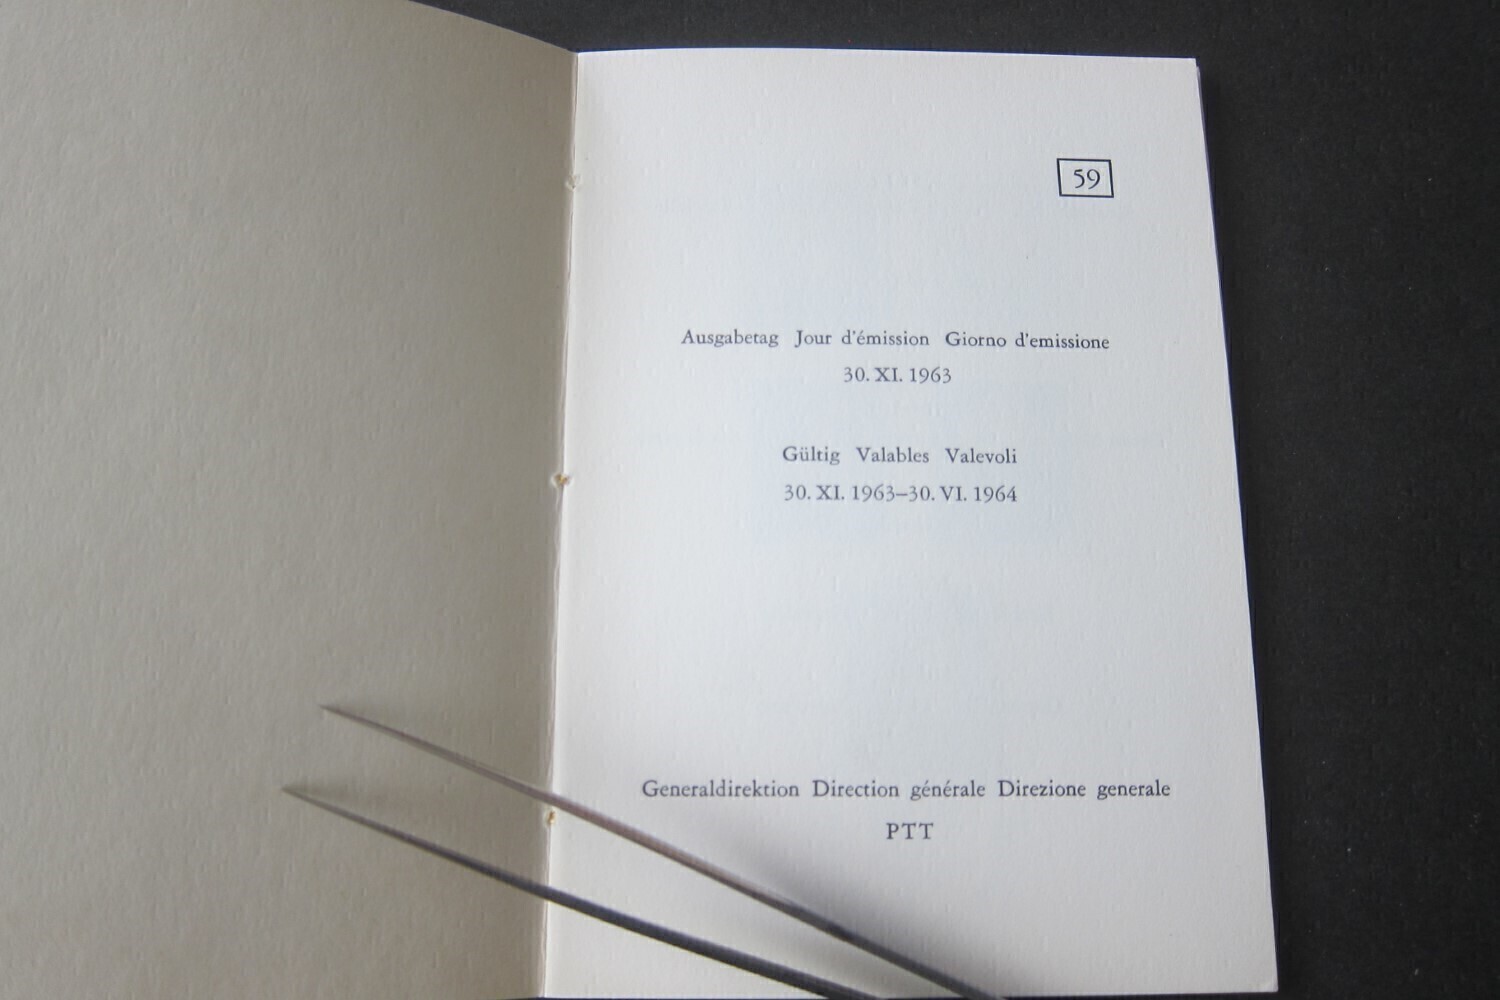 59
Ausgabetag Jour d'émission Giorno d'emissione
30. XI. 1963
Gültig Valables Valevoli
30. XI. 1963–30. VI. 1964
Generaldirektion Direction générale Direzione generale
PTT